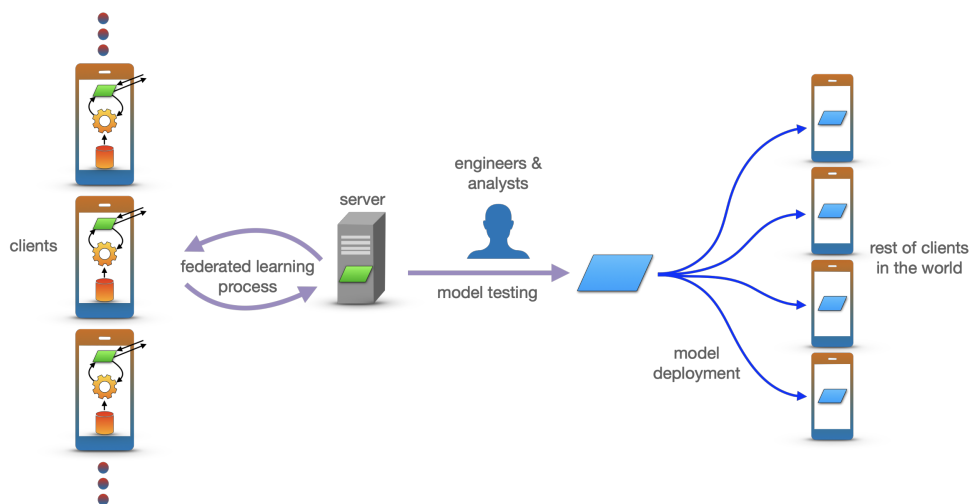 clients
federated learning
process
server
engineers &
analysts
model testing
model
deployment
rest of clients
in the world